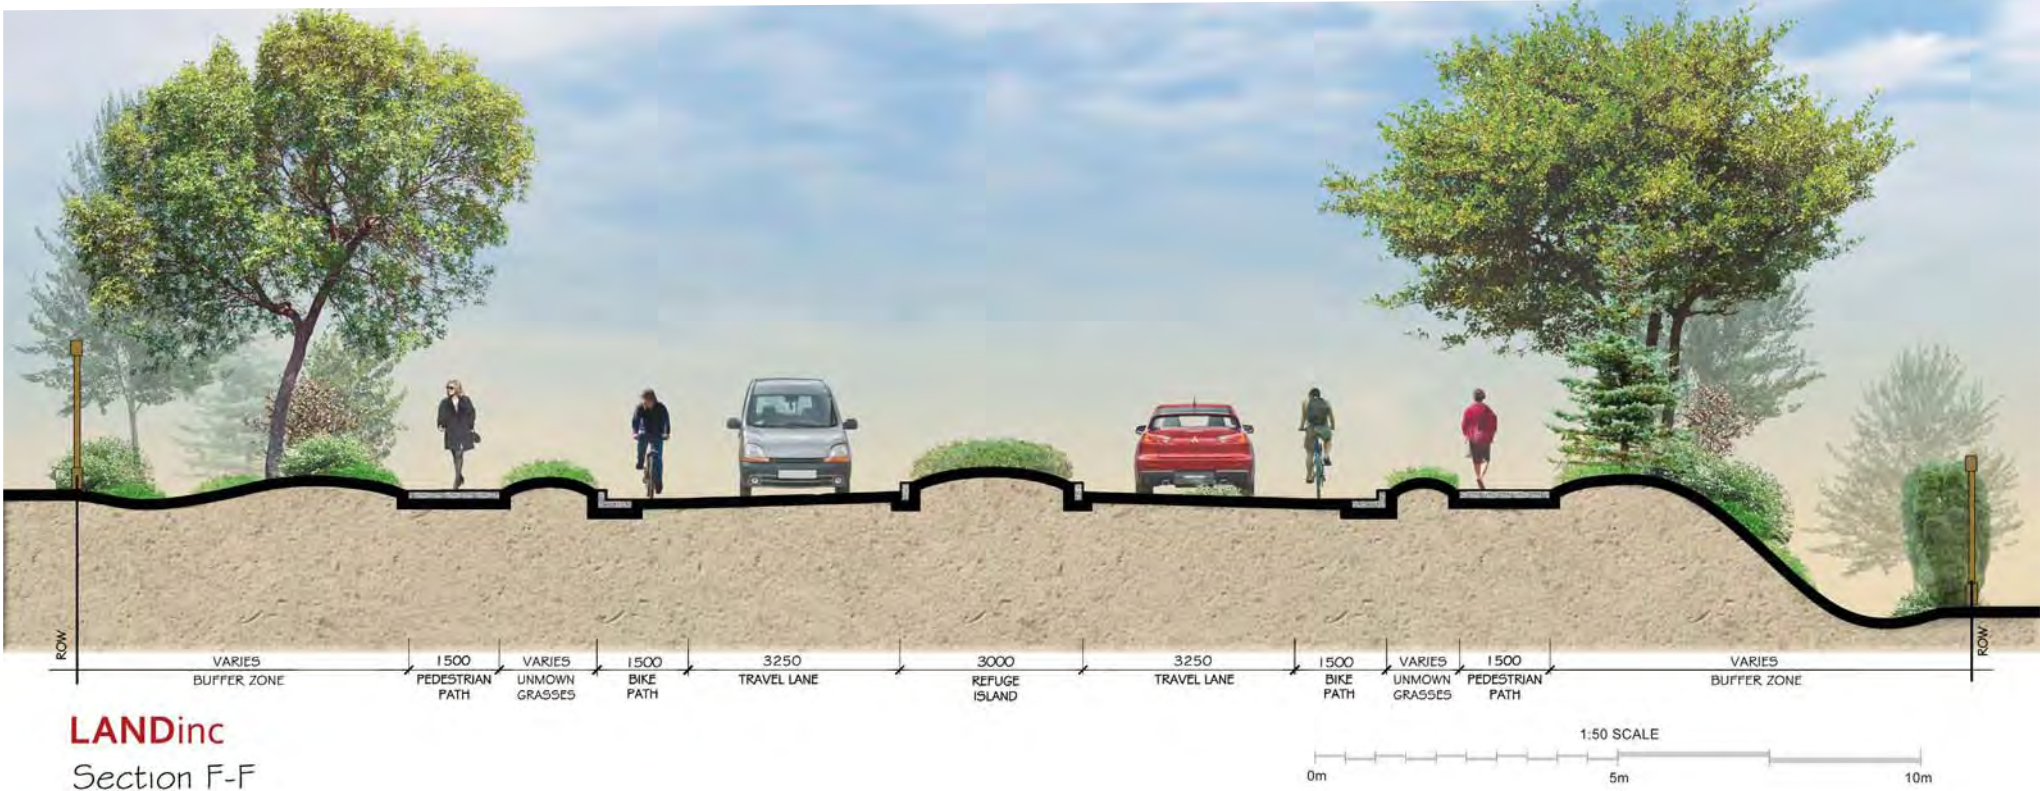 ROW
ROW
VARIES 1500 VARIES 1500 3250 3000 3250 1500 VARIES 1500 VARIES
BUFFER ZONE PEDESTRIAN UNMOWN BIKE TRAVEL LANE REFUGE TRAVEL LANE BIKE UNMOWN PEDESTRIAN BUFFER ZONE
PATH GRASSES PATH ISLAND PATH GRASSES PATH
LANDinc
Section F-F
1:50 SCALE
0m 5m 10m